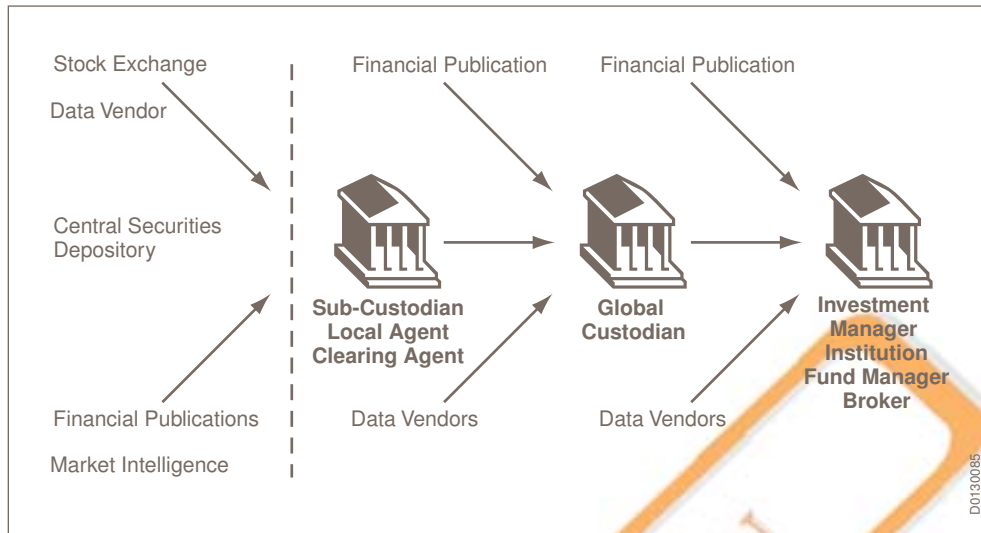 Stock Exchange
Data Vendor
Central Securities
Depository
Financial Publications
Market Intelligence
Financial Publication
Sub-Custodian
Local Agent
Clearing Agent
Data Vendors
Financial Publication
Global
Custodian
Data Vendors
Investment
Manager
Institution
Fund Manager
Broker
D0130085